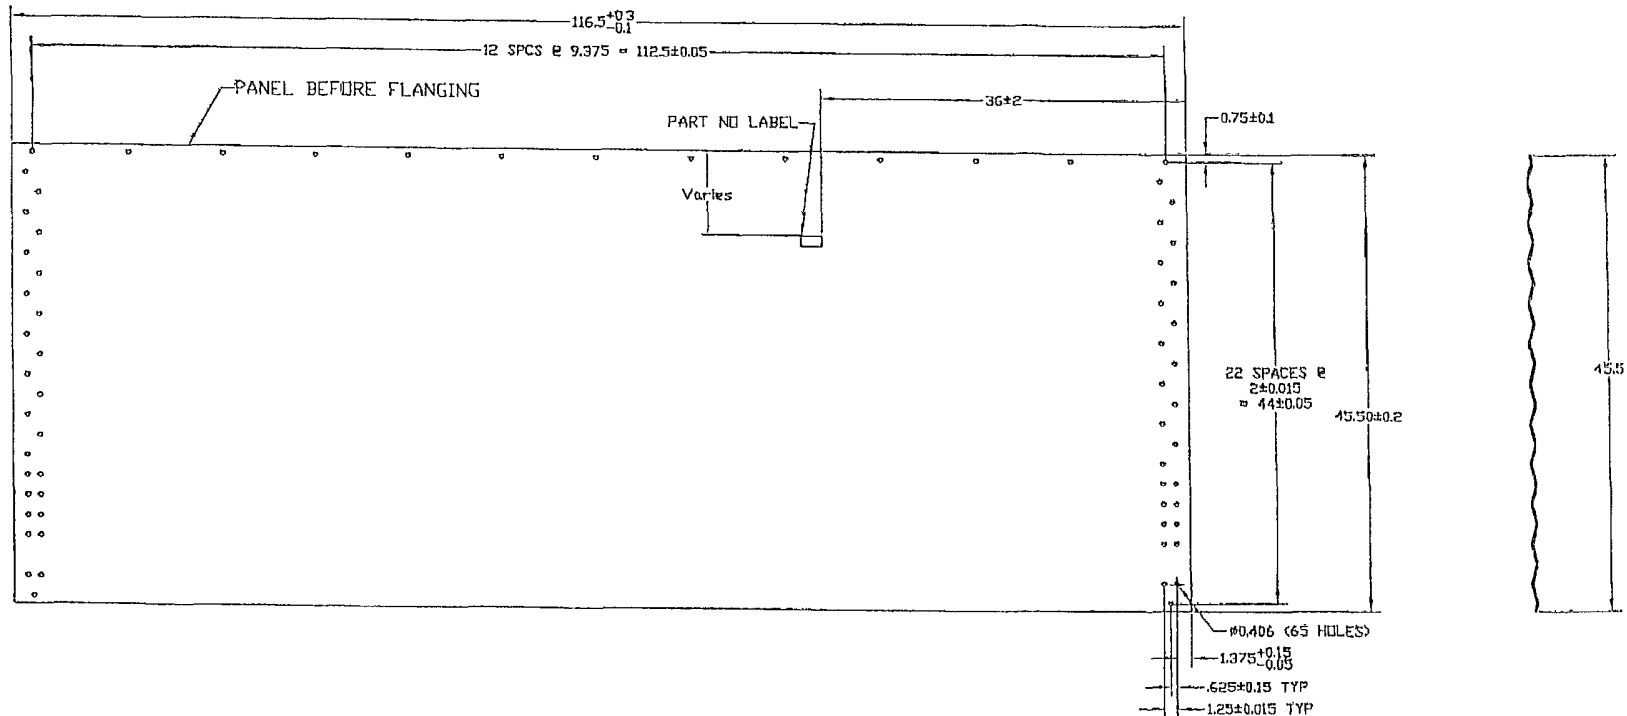 116.5+0.3
-0.1
12 SPCS @ 9.375 = 112.5±0.05
PANEL BEFORE FLANGING
36±2
PART NO LABEL
0.75±0.1
Varies
22 SPACES @
2±0.015
= 44±0.05
45.50±0.2
45.5
ø0.406 (65 HOLES)
1.375+0.15
-0.05
.625±0.15 TYP
1.25±0.015 TYP